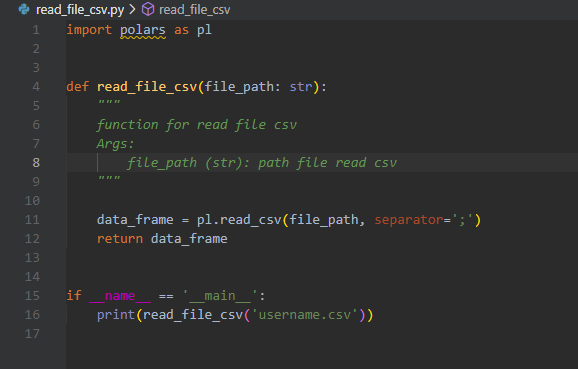 read_file_csv.py > read_file_csv
1 import polars as pl
2
3
4 def read_file_csv(file_path: str):
5     """
6     function for read file csv
7     Args:
8         file_path (str): path file read csv
9     """
10
11     data_frame = pl.read_csv(file_path, separator=';')
12     return data_frame
13
14
15 if __name__ == '__main__':
16     print(read_file_csv('username.csv'))
17